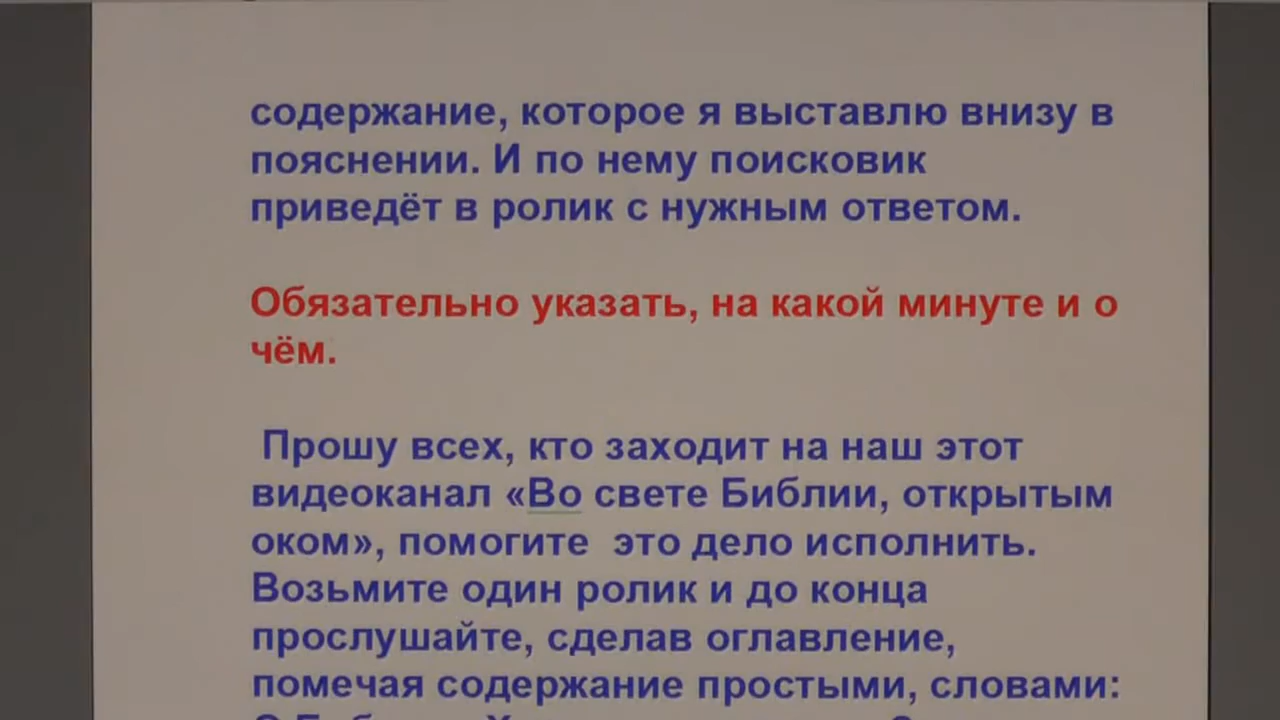 содержание, которое я выставлю внизу в
пояснении. И по нему поисковик
приведёт в ролик с нужным ответом.
Обязательно указать, на какой минуте и о
чём.
Прошу всех, кто заходит на наш этот
видеоканал «Во свете Библии, открытым
оком», помогите  это дело исполнить.
Возьмите один ролик и до конца
прослушайте, сделав оглавление,
помечая содержание простыми, словами: